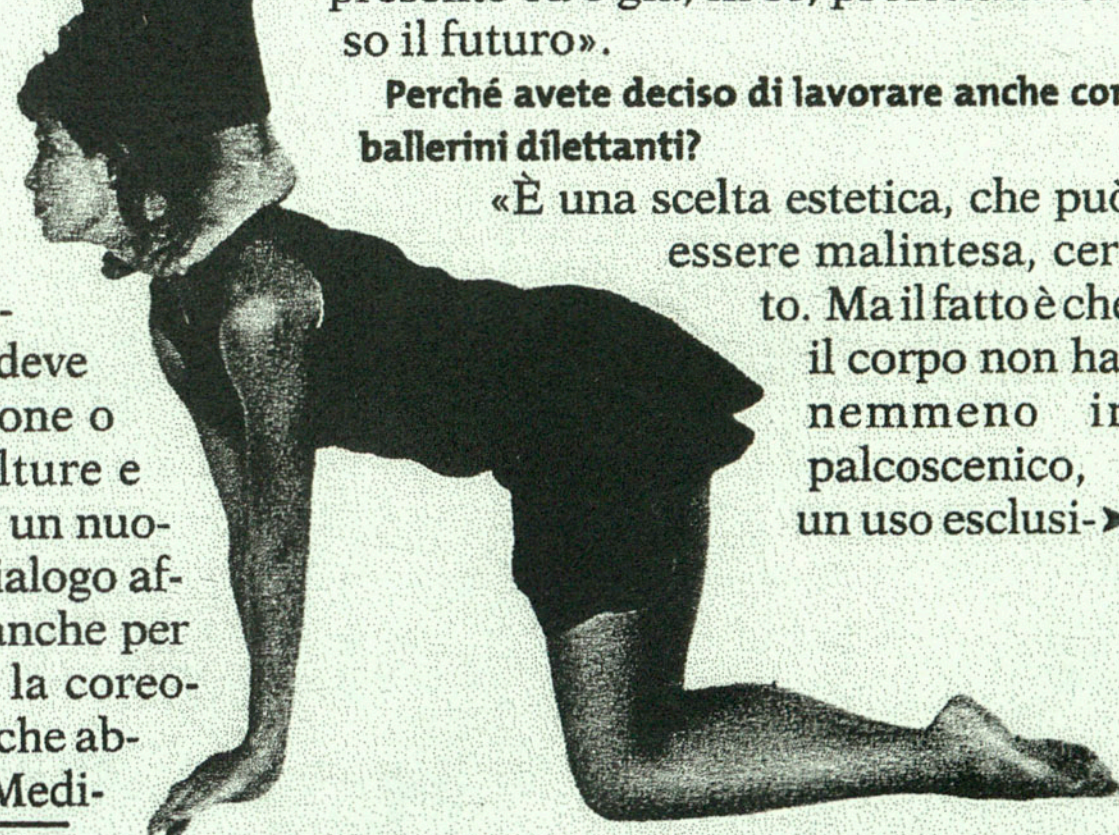 -
deve
one o
lture e
un nuo-
ialogo af-
anche per
la coreo-
che ab-
Medi-
so il futuro».
Perché avete deciso di lavorare anche con
ballerini dilettanti?
«È una scelta estetica, che può
essere malintesa, cer
to. Ma il fatto è che
il corpo non ha
nemmeno in
palcoscenico,
un uso esclusi-➤